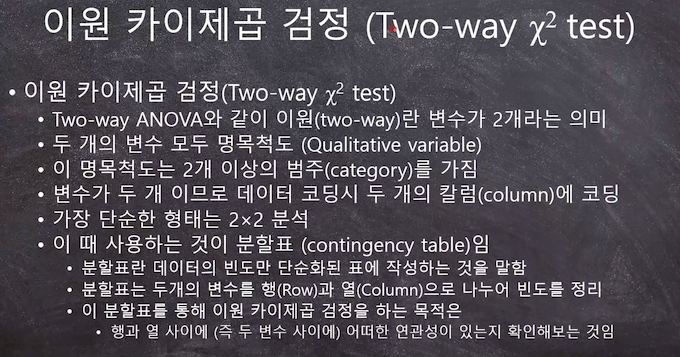 이원 카이제곱 검정 (Two-way χ² test)
• 이원 카이제곱 검정(Two-way χ² test)
• Two-way ANOVA와 같이 이원(two-way)란 변수가 2개라는 의미
• 두 개의 변수 모두 명목척도 (Qualitative variable)
• 이 명목척도는 2개 이상의 범주(category)를 가짐
• 변수가 두 개 이므로 데이터 코딩시 두 개의 칼럼(column)에 코딩
• 가장 단순한 형태는 2×2 분석
• 이 때 사용하는 것이 분할표 (contingency table)임
• 분할표란 데이터의 빈도만 단순화된 표에 작성하는 것을 말함
• 분할표는 두개의 변수를 행(Row)과 열(Column)으로 나누어 빈도를 정리
• 이 분할표를 통해 이원 카이제곱 검정을 하는 목적은
• 행과 열 사이에 (즉 두 변수 사이에) 어떠한 연관성이 있는지 확인해보는 것임